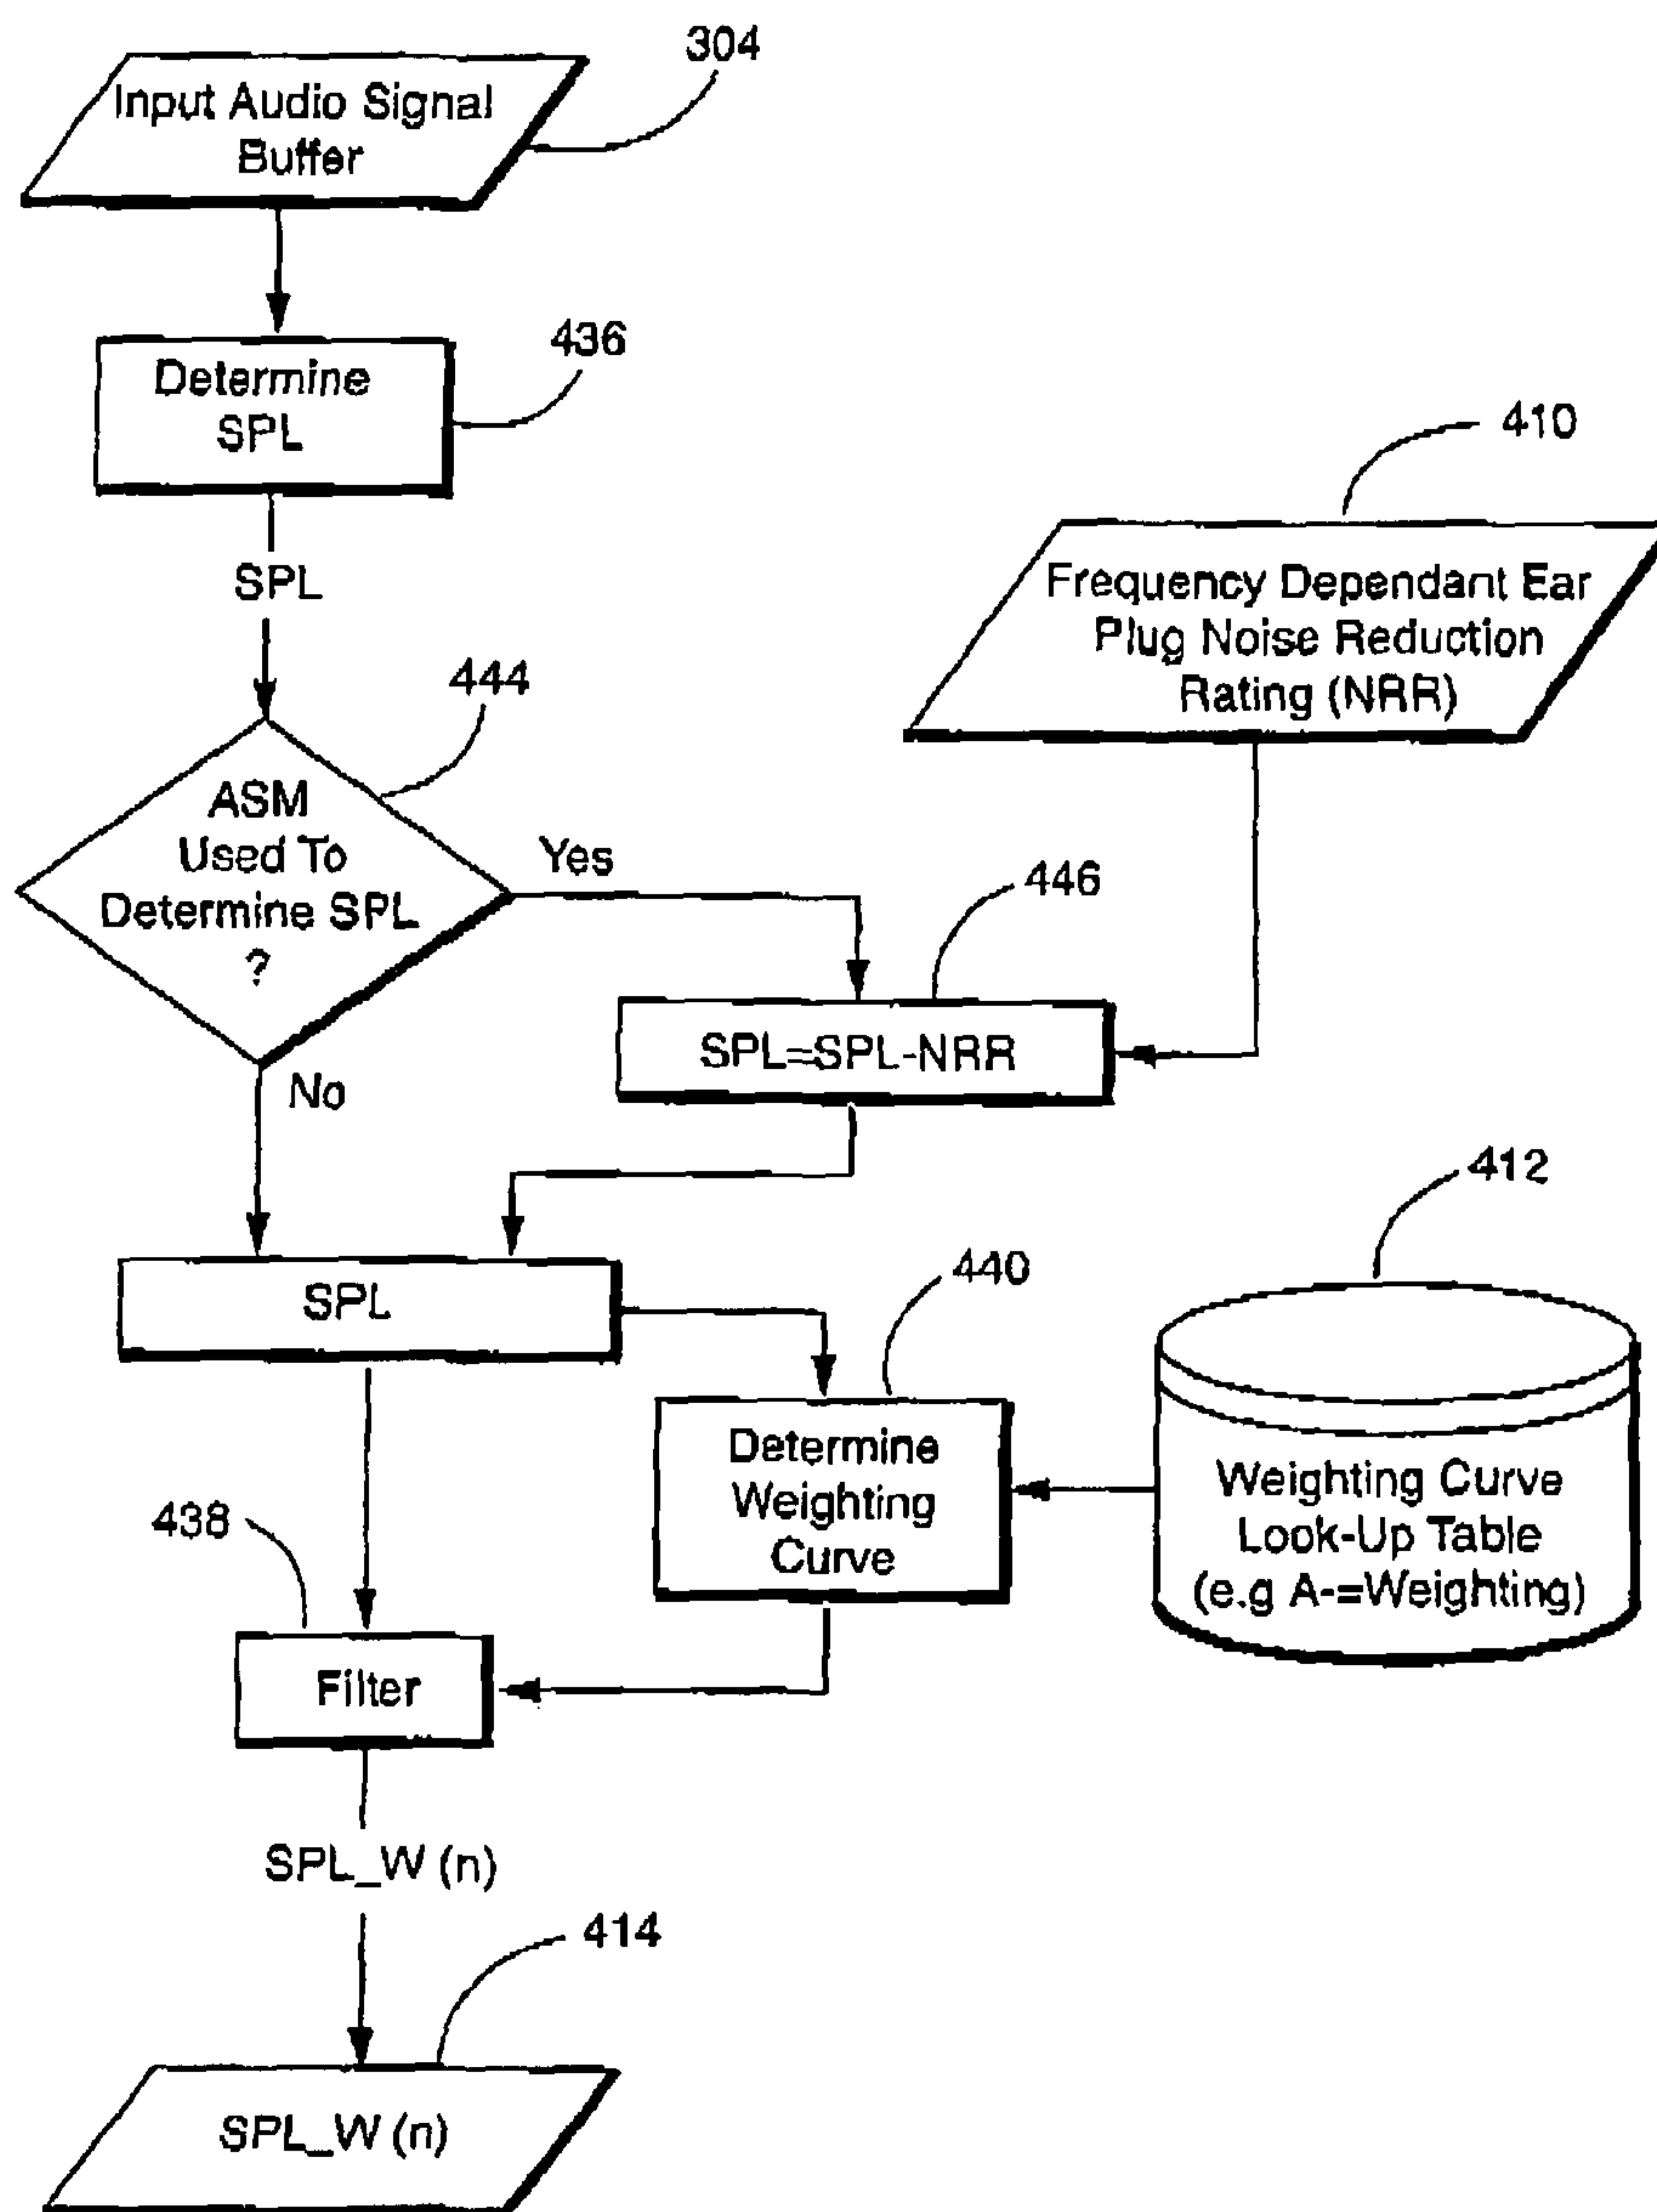 304
Input Audio Signal
Buffer
436
Determine
SPL
410
SPL
Frequency Dependant Ear
Plug Noise Reduction
Rating (NRR)
444
ASM
Used To
Determine SPL
?
Yes
446
SPL=SPL-NRR
No
412
SPL
440
Determine
Weighting
Curve
Weighting Curve
Look-Up Table
(e.g A-=Weighting)
438
Filter
SPL_W (n)
414
SPL_W (n)